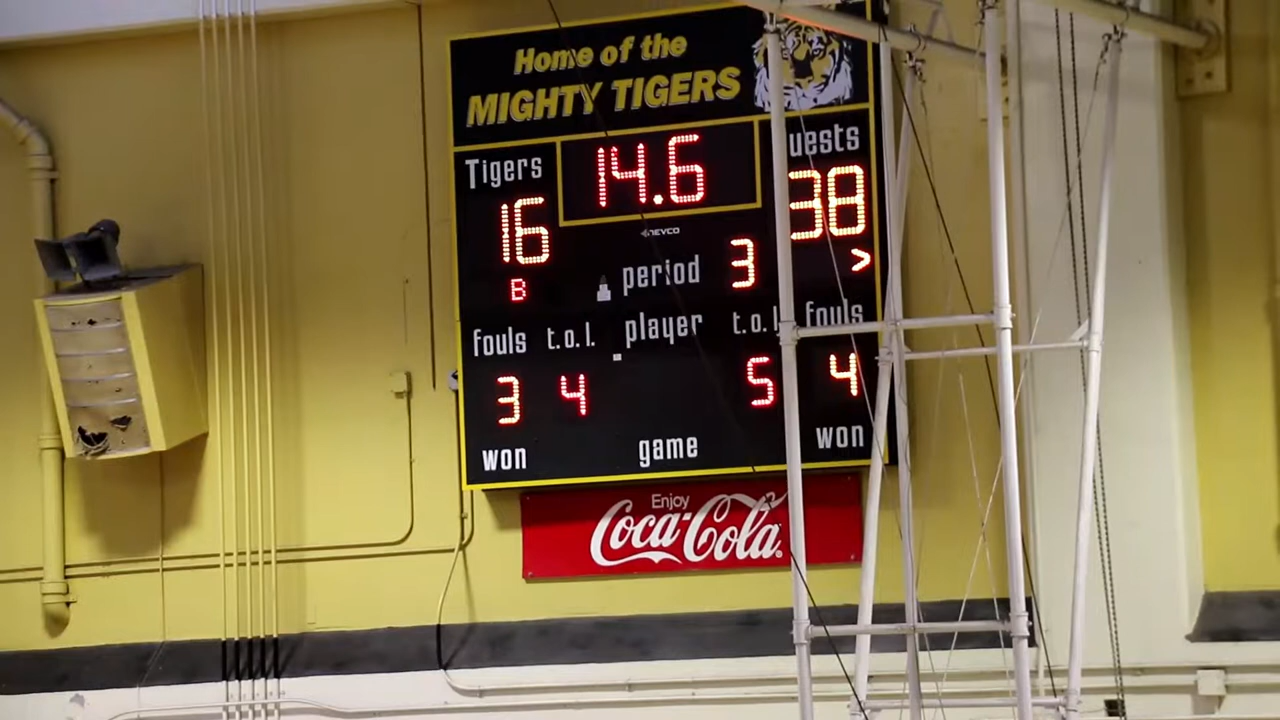 Home of the
MIGHTY TIGERS
Tigers 14.6 uests
16 38
NEVCO
B period 3 >
fouls t.o.l. player t.o.l fouls
3 4 5 4
won game won
Enjoy
Coca-Cola®